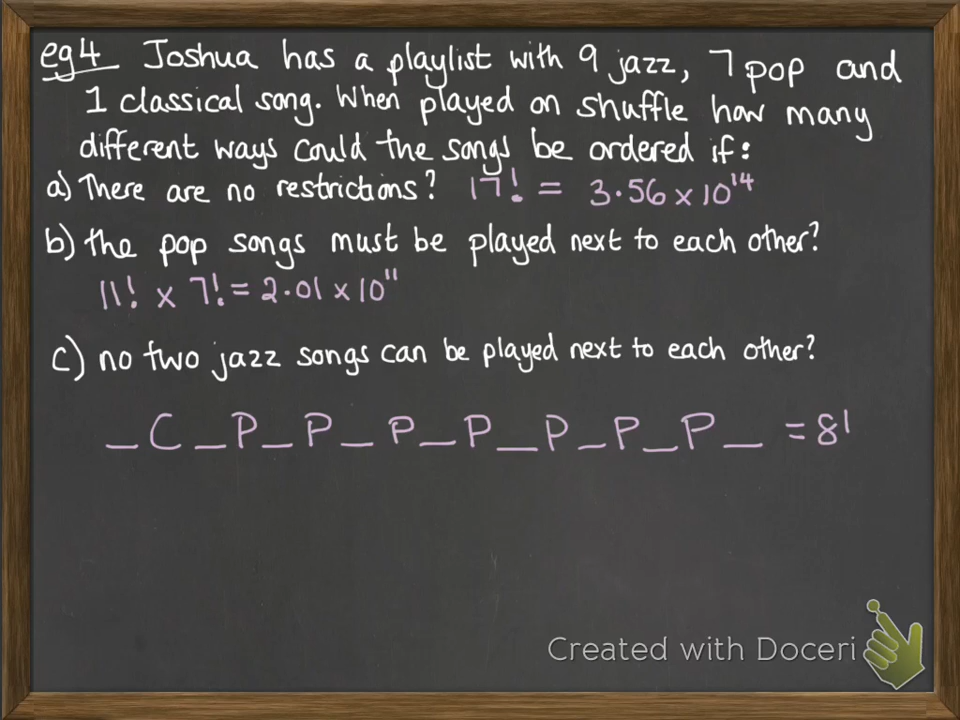 eg4 Joshua has a playlist with 9 jazz, 7 pop and
1 classical song. When played on shuffle how many
different ways could the songs be ordered if:
a) There are no restrictions? 17! = 3.56 x 10^14
b) the pop songs must be played next to each other?
11! x 7! = 2.01 x 10^11
c) no two jazz songs can be played next to each other?
_ C _ P _ P _ P _ P _ P _ P _ P _ = 8!
Created with Doceri